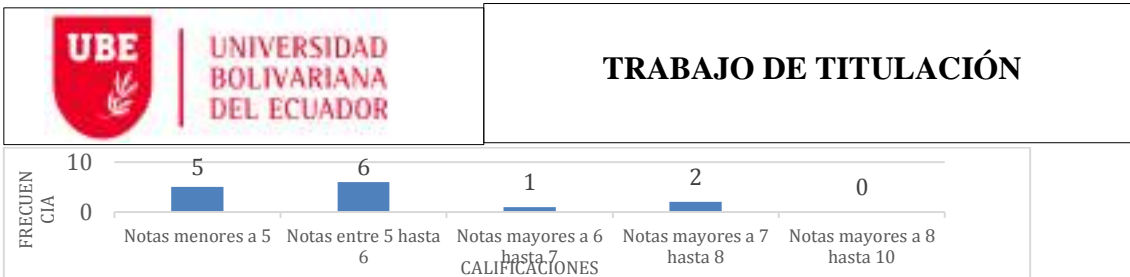 UBE
UNIVERSIDAD
BOLIVARIANA
DEL ECUADOR
TRABAJO DE TITULACIÓN
FRECUEN
CIA
10
0
5
6
1
2
0
Notas menores a 5
Notas entre 5 hasta
6
Notas mayores a 6
hasta 7
Notas mayores a 7
hasta 8
Notas mayores a 8
hasta 10
CALIFICACIONES